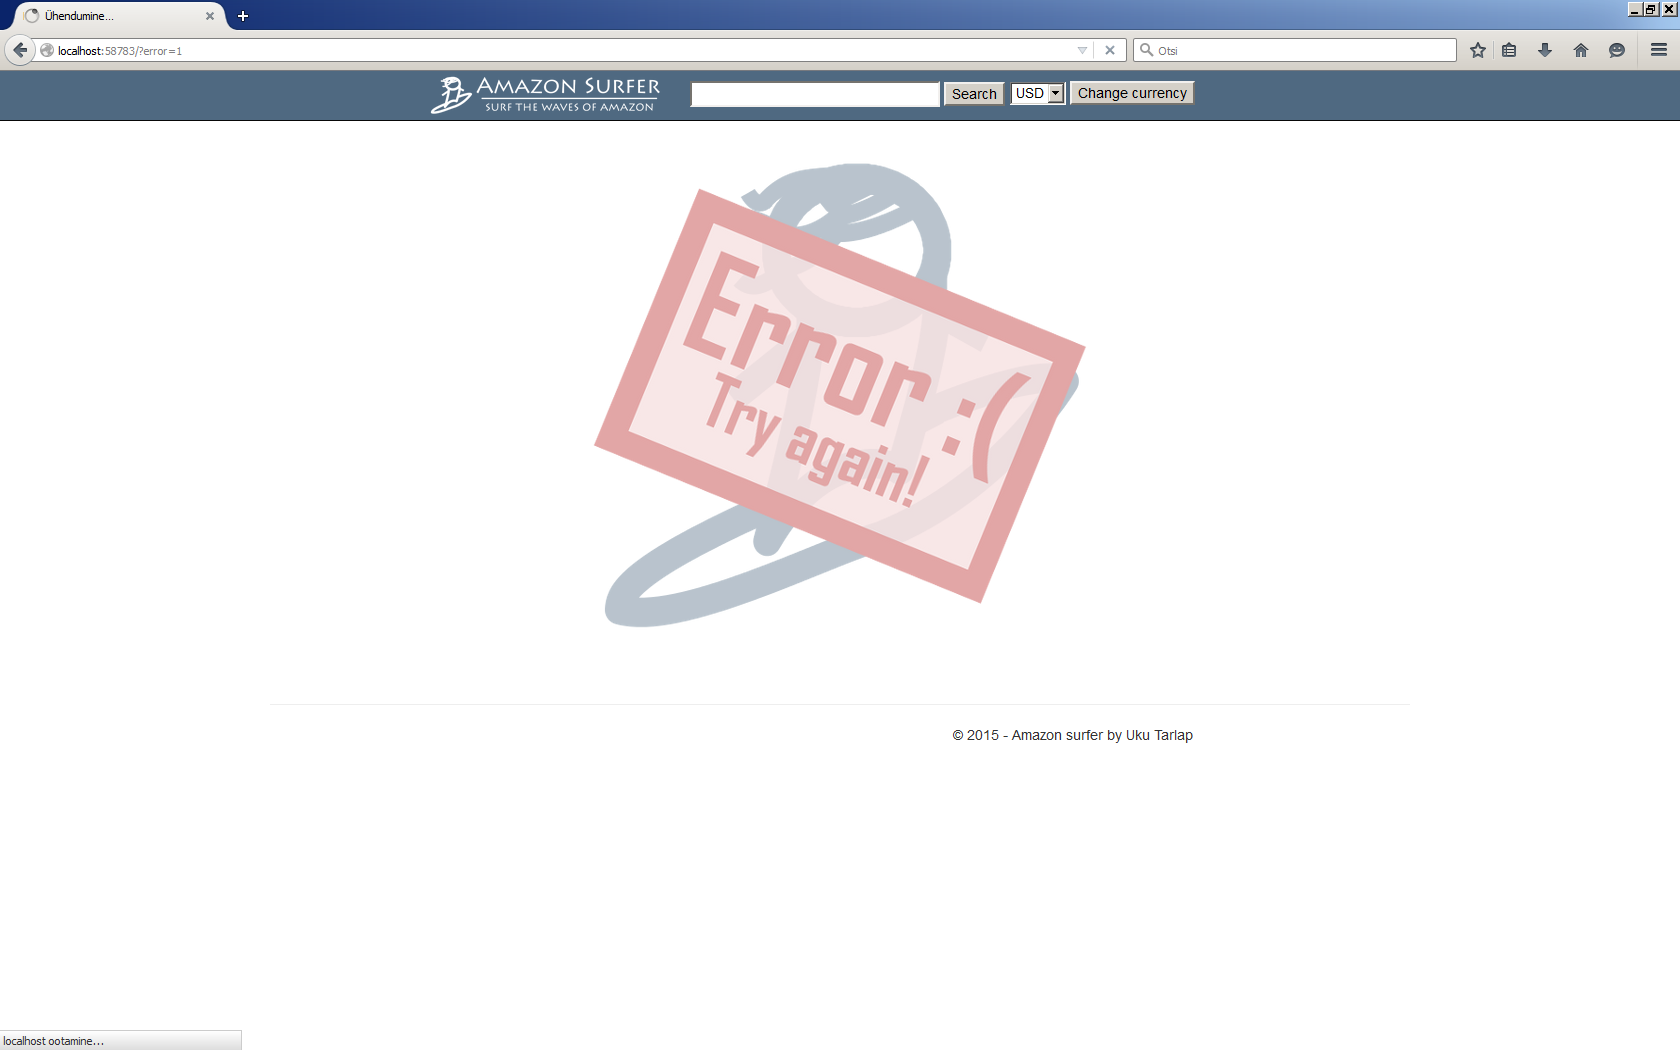 Ühendumine...
localhost:58783/?error=1
Otsi
AMAZON SURFER
SURF THE WAVES OF AMAZON
Search
USD
Change currency
Error :(
Try again!
© 2015 - Amazon surfer by Uku Tarlap
localhost ootamine...